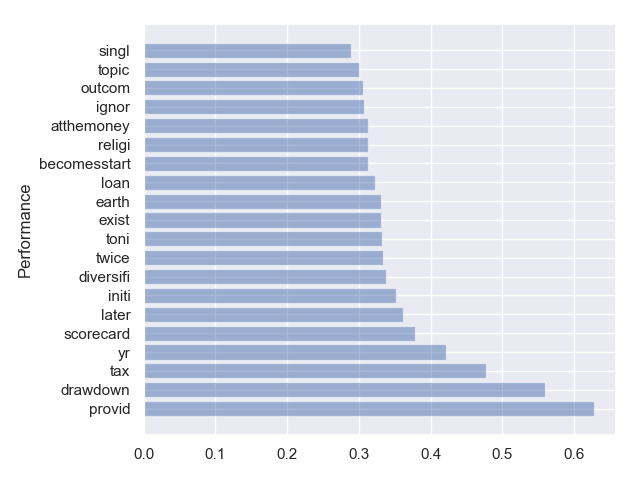 singl
topic
outcom
ignor
atthemoney
religi
becomesstart
loan
earth
exist
toni
twice
diversifi
initi
later
scorecard
yr
tax
drawdown
provid
Performance
0.0 0.1 0.2 0.3 0.4 0.5 0.6